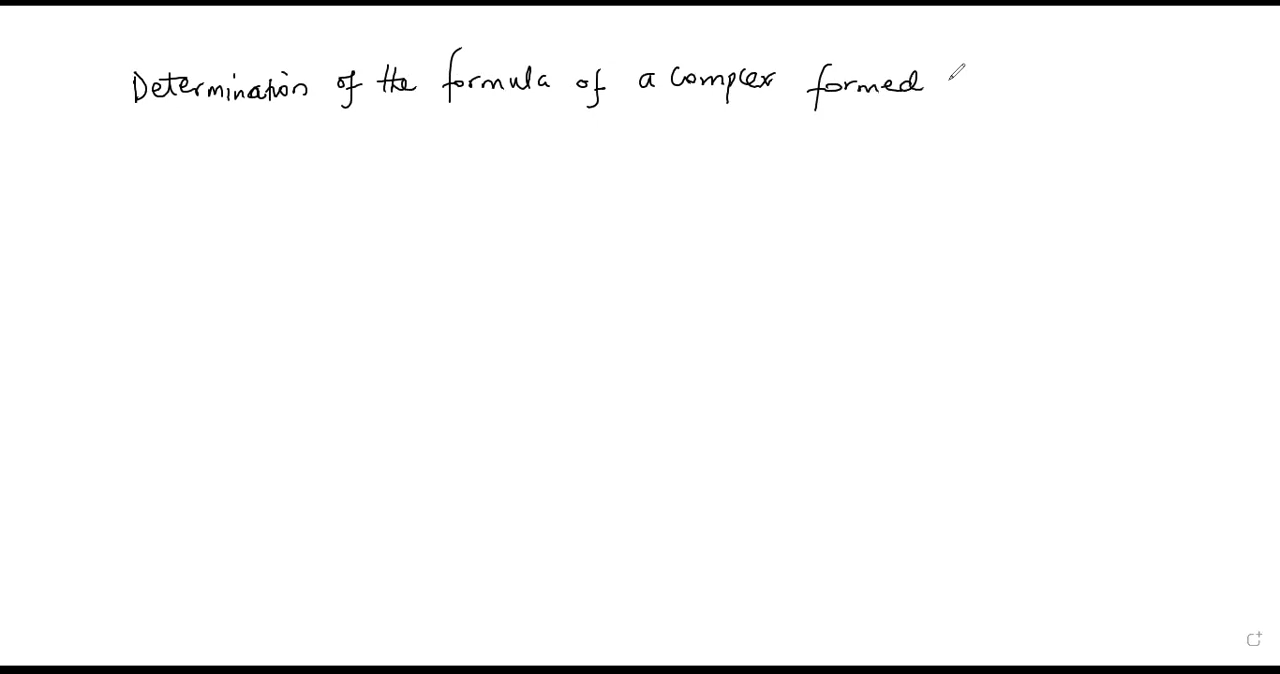 Determination of the formula of a complex formed